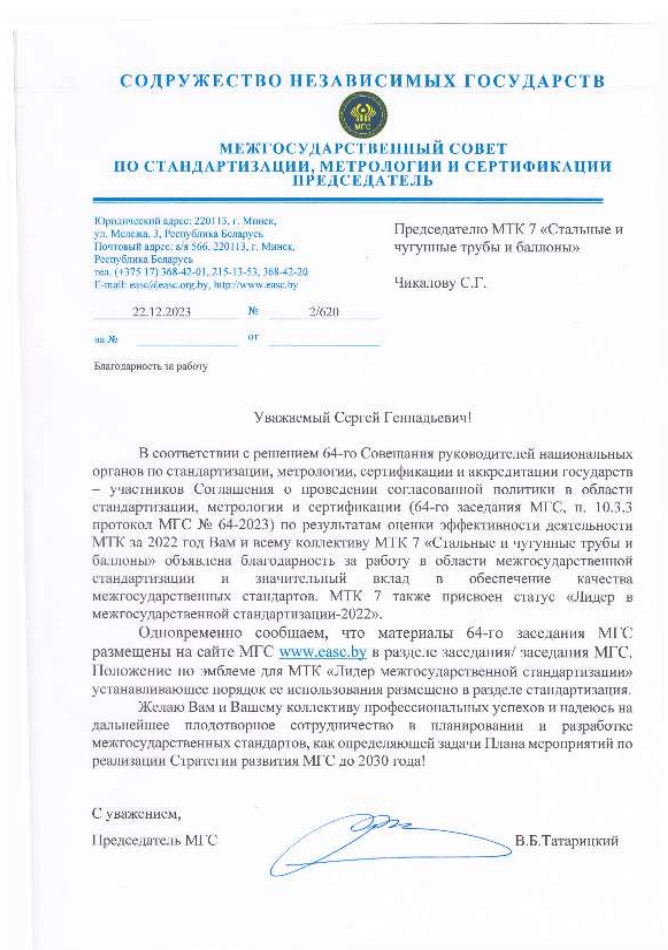 СОДРУЖЕСТВО НЕЗАВИСИМЫХ ГОСУДАРСТВ
МГС
МЕЖГОСУДАРСТВЕННЫЙ СОВЕТ
ПО СТАНДАРТИЗАЦИИ, МЕТРОЛОГИИ И СЕРТИФИКАЦИИ
ПРЕДСЕДАТЕЛЬ
Юридический адрес: 220113, г. Минск,
ул. Мележа, 3, Республика Беларусь
Почтовый адрес: а/я 566, 220113, г. Минск,
Республика Беларусь
тел. (+375 17) 368-42-01, 215-13-53, 368-42-20
E-mail: easc@easc.org.by, http://www.easc.by
22.12.2023 № 2/620
на № от
Благодарность за работу
Председателю МТК 7 «Стальные и
чугунные трубы и баллоны»
Чикалову С.Г.
Уважаемый Сергей Геннадьевич!
В соответствии с решением 64-го Совещания руководителей национальных
органов по стандартизации, метрологии, сертификации и аккредитации государств
– участников Соглашения о проведении согласованной политики в области
стандартизации, метрологии и сертификации (64-го заседания МГС, п. 10.3.3
протокол МГС № 64-2023) по результатам оценки эффективности деятельности
МТК за 2022 год Вам и всему коллективу МТК 7 «Стальные и чугунные трубы и
баллоны» объявлена благодарность за работу в области межгосударственной
стандартизации и значительный вклад в обеспечение качества
межгосударственных стандартов. МТК 7 также присвоен статус «Лидер в
межгосударственной стандартизации-2022».
Одновременно сообщаем, что материалы 64-го заседания МГС
размещены на сайте МГС www.easc.by в разделе заседания/ заседания МГС.
Положение по эмблеме для МТК «Лидер межгосударственной стандартизации»
устанавливающее порядок ее использования размещено в разделе стандартизация.
Желаю Вам и Вашему коллективу профессиональных успехов и надеюсь на
дальнейшее плодотворное сотрудничество в планировании и разработке
межгосударственных стандартов, как определяющей задачи Плана мероприятий по
реализации Стратегии развития МГС до 2030 года!
С уважением,
Председатель МГС В.Б.Татарицкий